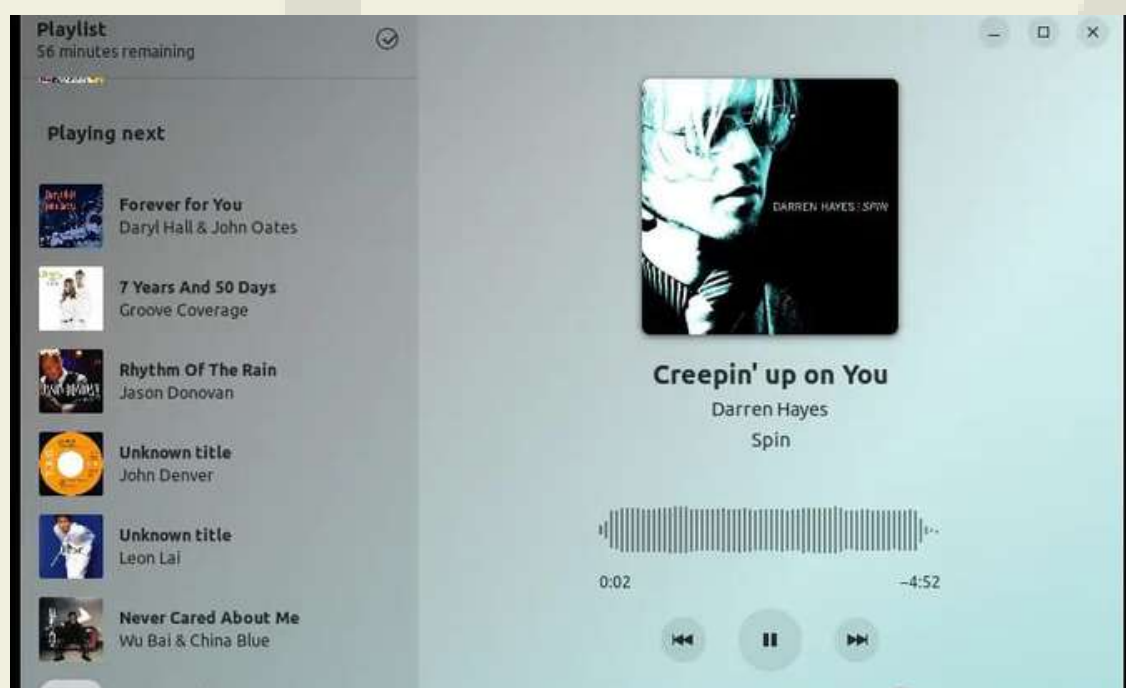 Playlist
56 minutes remaining
Playing next
Forever for You
Daryl Hall & John Oates
7 Years And 50 Days
Groove Coverage
Rhythm Of The Rain
Jason Donovan
Unknown title
John Denver
Unknown title
Leon Lai
Never Cared About Me
Wu Bai & China Blue
DARREN HAYES : SPIN
Creepin' up on You
Darren Hayes
Spin
0:02
–4:52